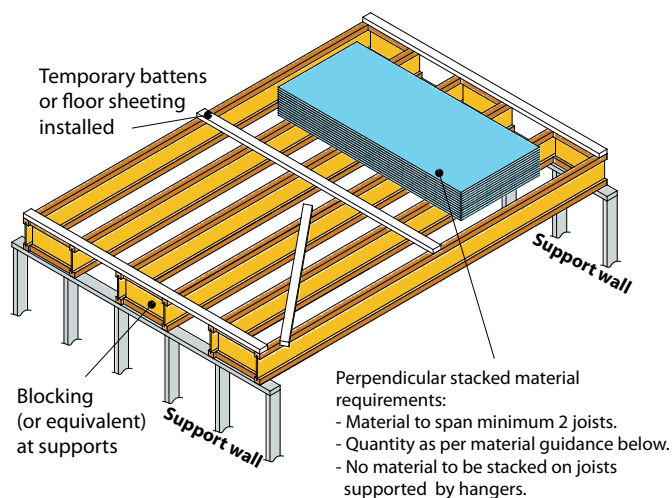 Temporary battens
or floor sheeting
installed
Support wall
Blocking
(or equivalent)
at supports
Support wall
Perpendicular stacked material
requirements:
- Material to span minimum 2 joists.
- Quantity as per material guidance below.
- No material to be stacked on joists
supported by hangers.